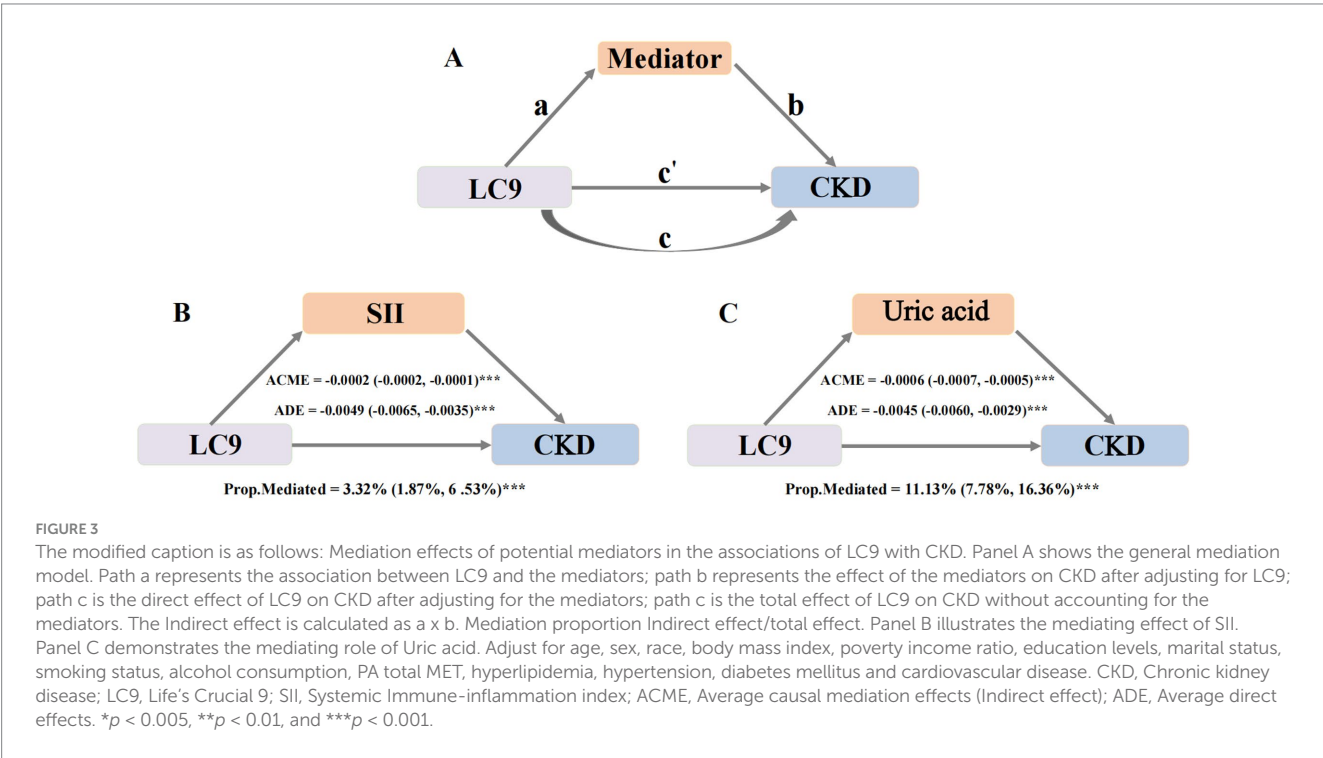 A
Mediator
a
b
LC9
c'
CKD
c
B
SII
ACME = -0.0002 (-0.0002, -0.0001)***
ADE = -0.0049 (-0.0065, -0.0035)***
LC9
CKD
Prop.Mediated = 3.32% (1.87%, 6 .53%)***
C
Uric acid
ACME = -0.0006 (-0.0007, -0.0005)***
ADE = -0.0045 (-0.0060, -0.0029)***
LC9
CKD
Prop.Mediated = 11.13% (7.78%, 16.36%)***
FIGURE 3
The modified caption is as follows: Mediation effects of potential mediators in the associations of LC9 with CKD. Panel A shows the general mediation
model. Path a represents the association between LC9 and the mediators; path b represents the effect of the mediators on CKD after adjusting for LC9;
path c is the direct effect of LC9 on CKD after adjusting for the mediators; path c is the total effect of LC9 on CKD without accounting for the
mediators. The Indirect effect is calculated as a x b. Mediation proportion Indirect effect/total effect. Panel B illustrates the mediating effect of SII.
Panel C demonstrates the mediating role of Uric acid. Adjust for age, sex, race, body mass index, poverty income ratio, education levels, marital status,
smoking status, alcohol consumption, PA total MET, hyperlipidemia, hypertension, diabetes mellitus and cardiovascular disease. CKD, Chronic kidney
disease; LC9, Life's Crucial 9; SII, Systemic Immune-inflammation index; ACME, Average causal mediation effects (Indirect effect); ADE, Average direct
effects. *p < 0.005, **p < 0.01, and ***p < 0.001.